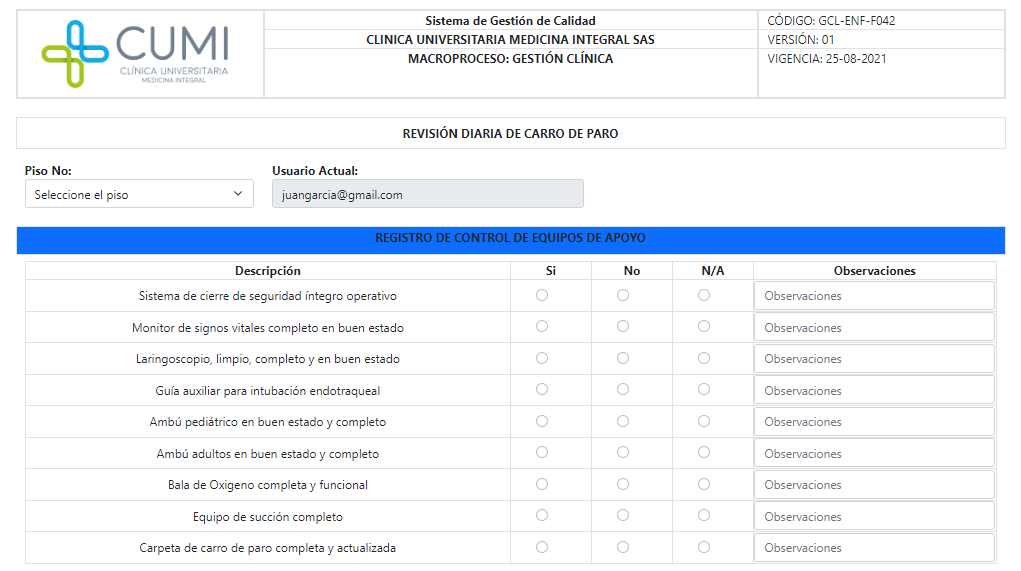 CUMI
CLÍNICA UNIVERSITARIA
MEDICINA INTEGRAL
Sistema de Gestión de Calidad
CLINICA UNIVERSITARIA MEDICINA INTEGRAL SAS
MACROPROCESO: GESTIÓN CLÍNICA
CÓDIGO: GCL-ENF-F042
VERSIÓN: 01
VIGENCIA: 25-08-2021
REVISIÓN DIARIA DE CARRO DE PARO
Piso No: Usuario Actual:
Seleccione el piso juangarcia@gmail.com
REGISTRO DE CONTROL DE EQUIPOS DE APOYO
Descripción Si No N/A Observaciones
Sistema de cierre de seguridad íntegro operativo Observaciones
Monitor de signos vitales completo en buen estado Observaciones
Laringoscopio, limpio, completo y en buen estado Observaciones
Guía auxiliar para intubación endotraqueal Observaciones
Ambú pediátrico en buen estado y completo Observaciones
Ambú adultos en buen estado y completo Observaciones
Bala de Oxigeno completa y funcional Observaciones
Equipo de succión completo Observaciones
Carpeta de carro de paro completa y actualizada Observaciones